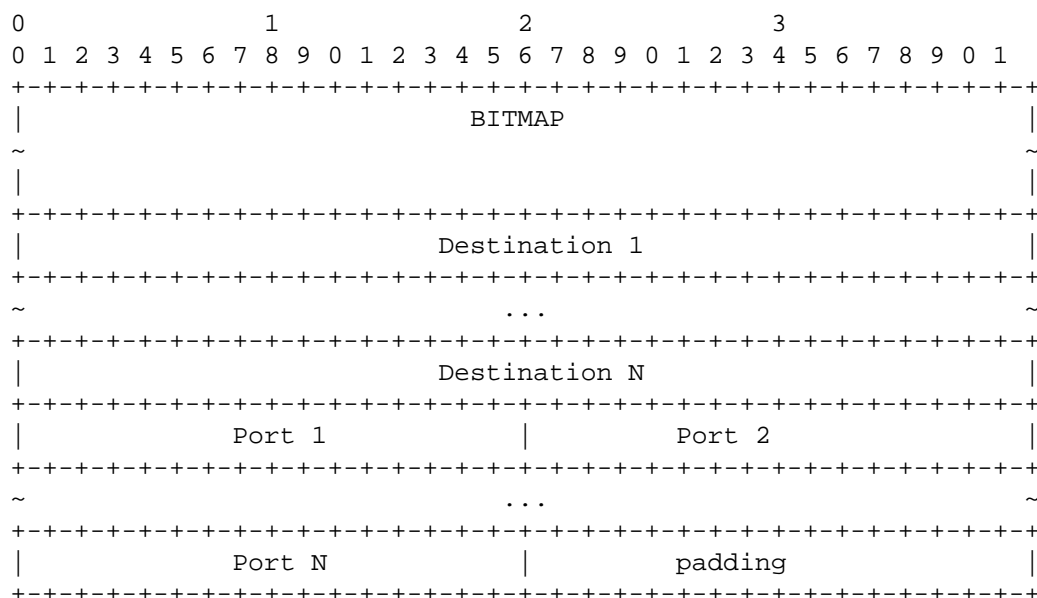 0                   1                   2                   3
0 1 2 3 4 5 6 7 8 9 0 1 2 3 4 5 6 7 8 9 0 1 2 3 4 5 6 7 8 9 0 1
+-+-+-+-+-+-+-+-+-+-+-+-+-+-+-+-+-+-+-+-+-+-+-+-+-+-+-+-+-+-+-+-+
|                             BITMAP                            |
~                                                               ~
|                                                               |
+-+-+-+-+-+-+-+-+-+-+-+-+-+-+-+-+-+-+-+-+-+-+-+-+-+-+-+-+-+-+-+-+
|                          Destination 1                        |
+-+-+-+-+-+-+-+-+-+-+-+-+-+-+-+-+-+-+-+-+-+-+-+-+-+-+-+-+-+-+-+-+
~                              ...                              ~
+-+-+-+-+-+-+-+-+-+-+-+-+-+-+-+-+-+-+-+-+-+-+-+-+-+-+-+-+-+-+-+-+
|                          Destination N                        |
+-+-+-+-+-+-+-+-+-+-+-+-+-+-+-+-+-+-+-+-+-+-+-+-+-+-+-+-+-+-+-+-+
|             Port 1            |         Port 2                |
+-+-+-+-+-+-+-+-+-+-+-+-+-+-+-+-+-+-+-+-+-+-+-+-+-+-+-+-+-+-+-+-+
~                              ...                              ~
+-+-+-+-+-+-+-+-+-+-+-+-+-+-+-+-+-+-+-+-+-+-+-+-+-+-+-+-+-+-+-+-+
|             Port N            |         padding               |
+-+-+-+-+-+-+-+-+-+-+-+-+-+-+-+-+-+-+-+-+-+-+-+-+-+-+-+-+-+-+-+-+